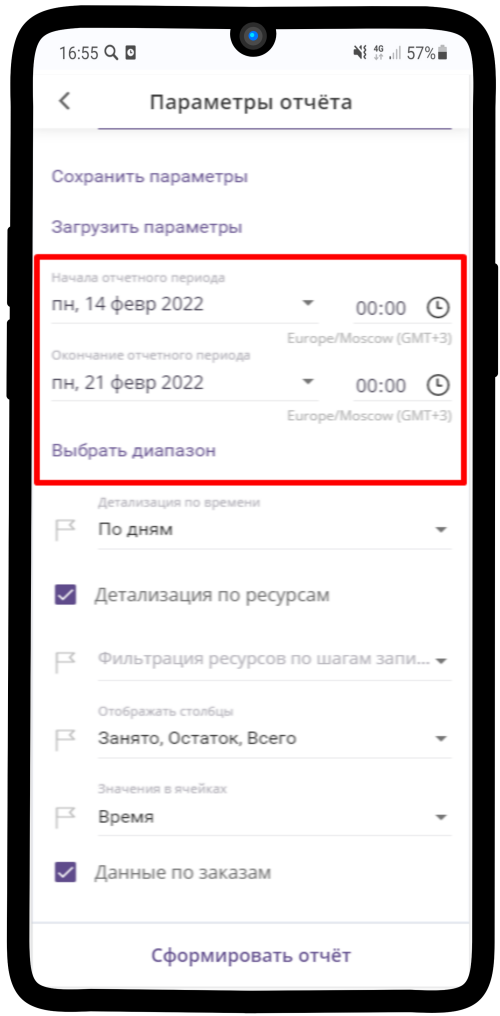 16:55
4G
57%
Параметры отчёта
Сохранить параметры
Загрузить параметры
Начала отчетного периода
пн, 14 февр 2022
00:00
Europe/Moscow (GMT+3)
Окончание отчетного периода
пн, 21 февр 2022
00:00
Europe/Moscow (GMT+3)
Выбрать диапазон
Детализация по времени
По дням
Детализация по ресурсам
Фильтрация ресурсов по шагам запи...
Отображать столбцы
Занято, Остаток, Всего
Значения в ячейках
Время
Данные по заказам
Сформировать отчёт